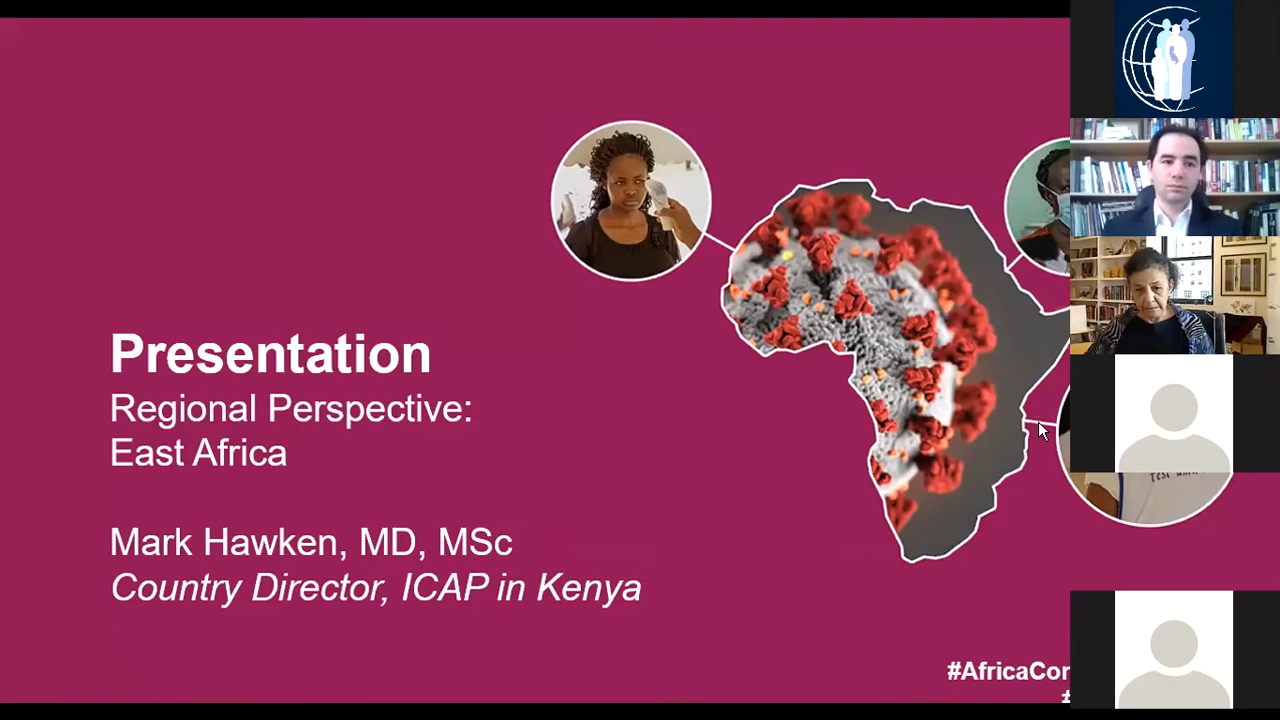 Presentation
Regional Perspective:
East Africa
Mark Hawken, MD, MSc
Country Director, ICAP in Kenya
#AfricaCor
#